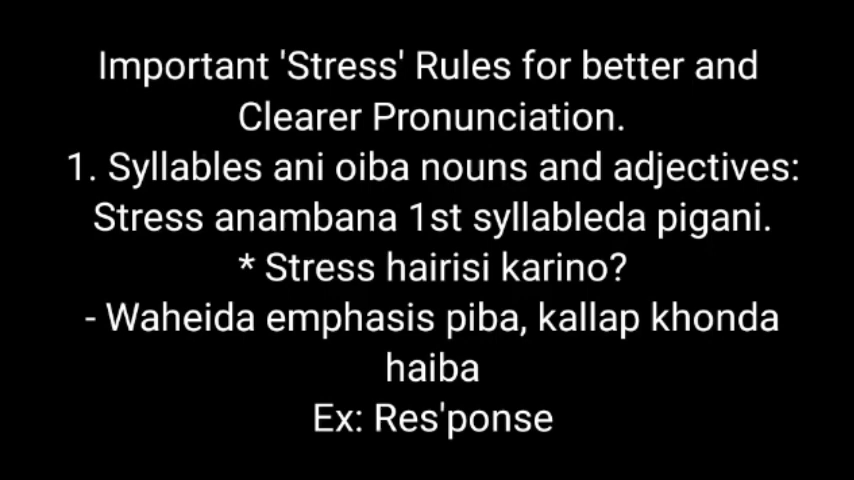 Important 'Stress' Rules for better and
Clearer Pronunciation.
1. Syllables ani oiba nouns and adjectives:
Stress anambana 1st syllableda pigani.
* Stress hairisi karino?
- Waheida emphasis piba, kallap khonda
haiba
Ex: Res'ponse